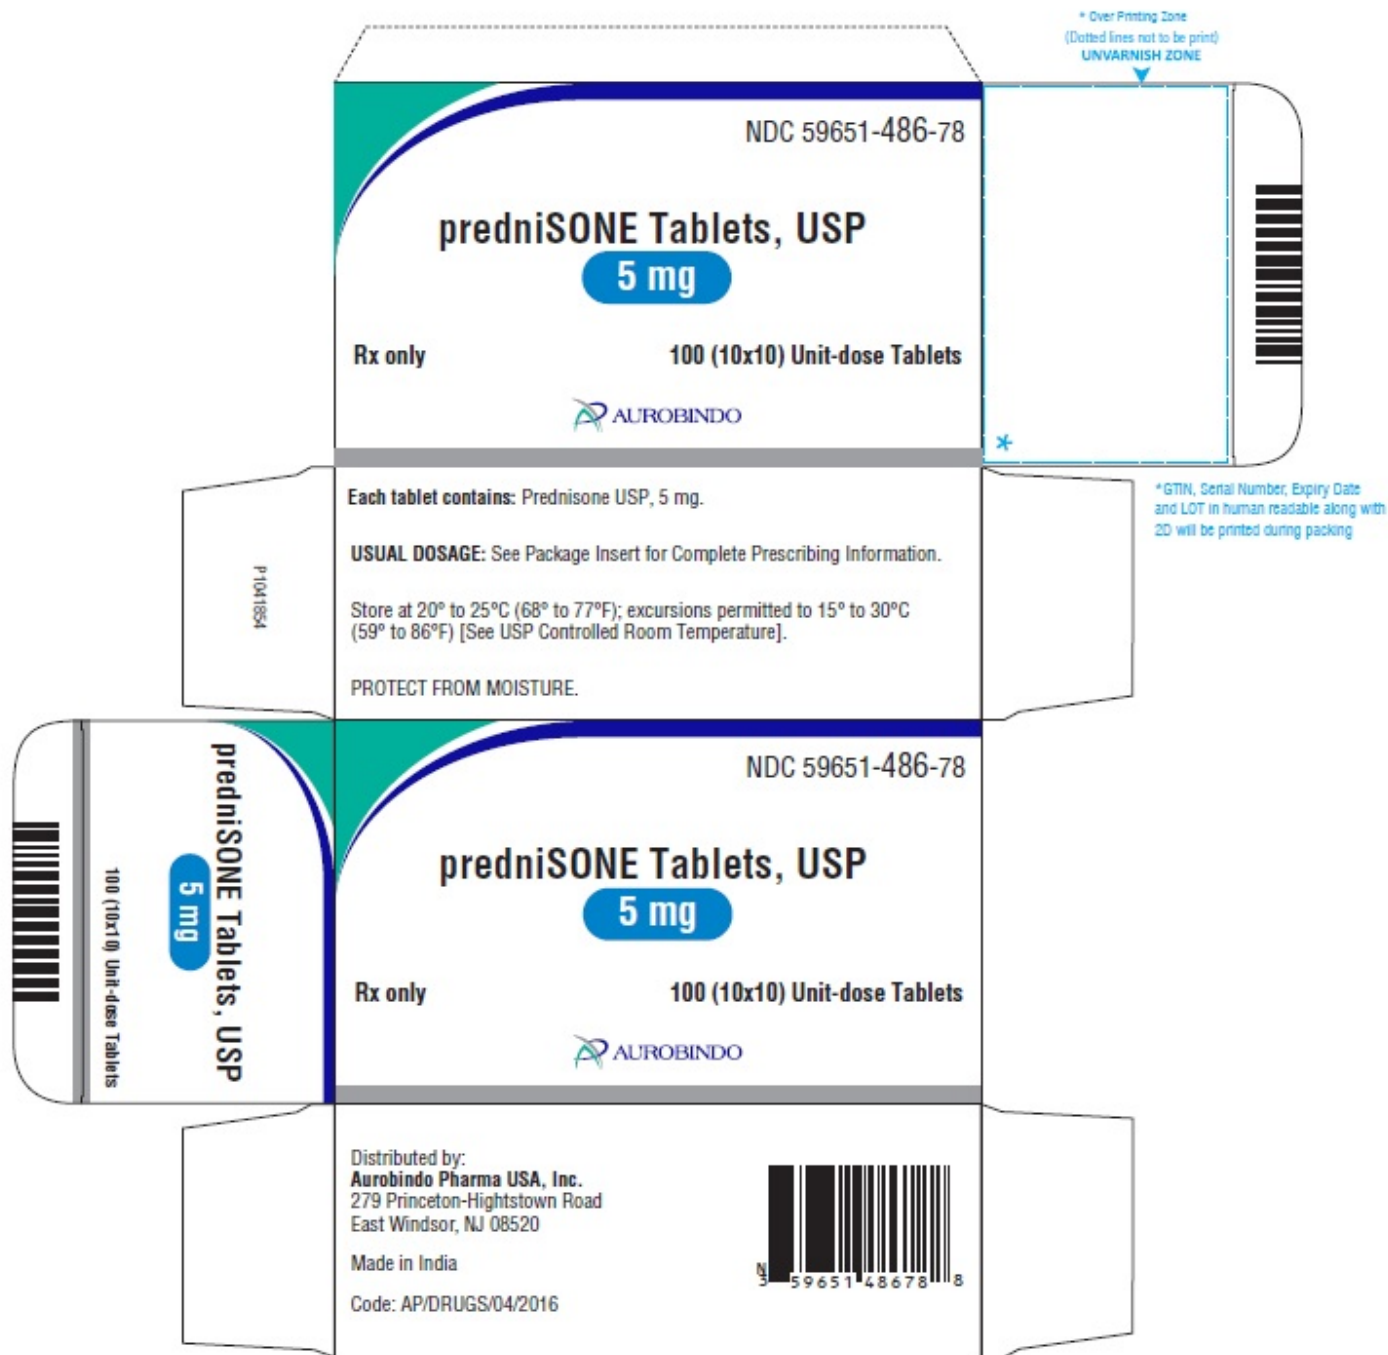 * Over Printing Zone
(Dotted lines not to be print)
UNVARNISH ZONE
NDC 59651-486-78
predniSONE Tablets, USP
5 mg
Rx only
100 (10x10) Unit-dose Tablets
AUROBINDO
*
*GTIN, Serial Number, Expiry Date
and LOT in human readable along with
2D will be printed during packing
Each tablet contains: Prednisone USP, 5 mg.
USUAL DOSAGE: See Package Insert for Complete Prescribing Information.
Store at 20° to 25°C (68° to 77°F); excursions permitted to 15° to 30°C
(59° to 86°F) [See USP Controlled Room Temperature].
PROTECT FROM MOISTURE.
P1041854
predniSONE Tablets, USP
5 mg
100 (10x10) Unit-dose Tablets
NDC 59651-486-78
predniSONE Tablets, USP
5 mg
Rx only
100 (10x10) Unit-dose Tablets
AUROBINDO
Distributed by:
Aurobindo Pharma USA, Inc.
279 Princeton-Hightstown Road
East Windsor, NJ 08520
Made in India
Code: AP/DRUGS/04/2016
N
3 59651 48678 8